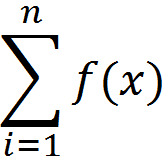 n
∑ f(x)
i=1